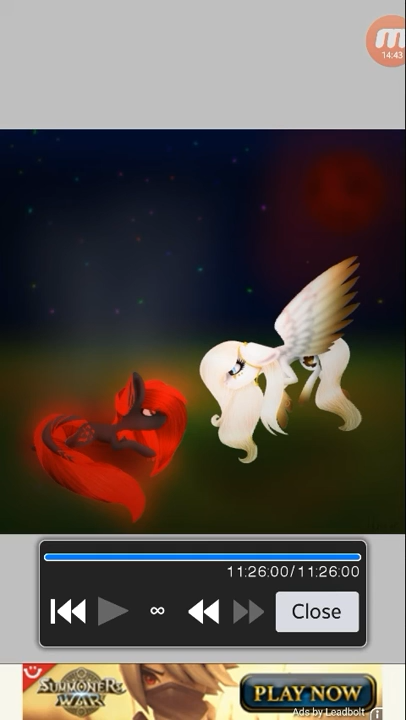 14:43
11:26:00/11:26:00
Close
SUMMONERS
WAR
PLAY NOW
Ads by Leadbolt